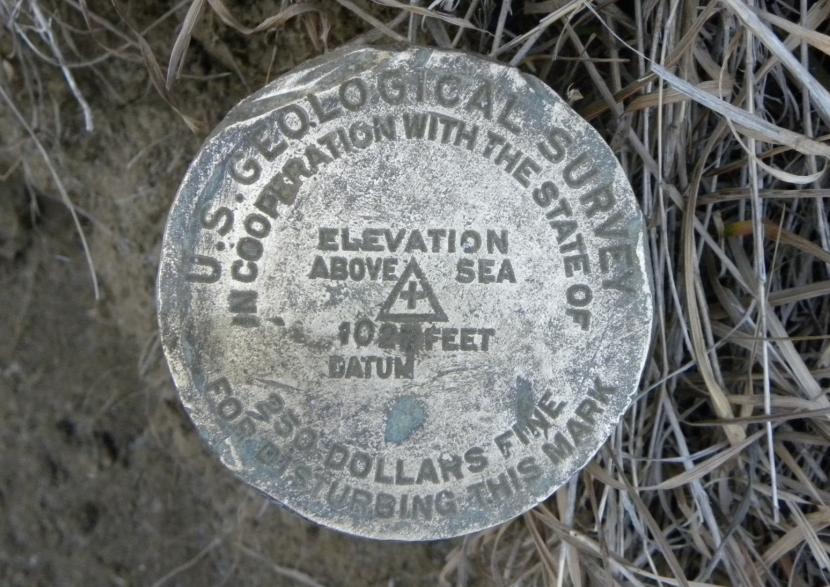 U.S. GEOLOGICAL SURVEY
IN COOPERATION WITH THE STATE OF
ELEVATION
ABOVE SEA
FEET
DATUM
250 DOLLARS FINE
FOR DISTURBING THIS MARK